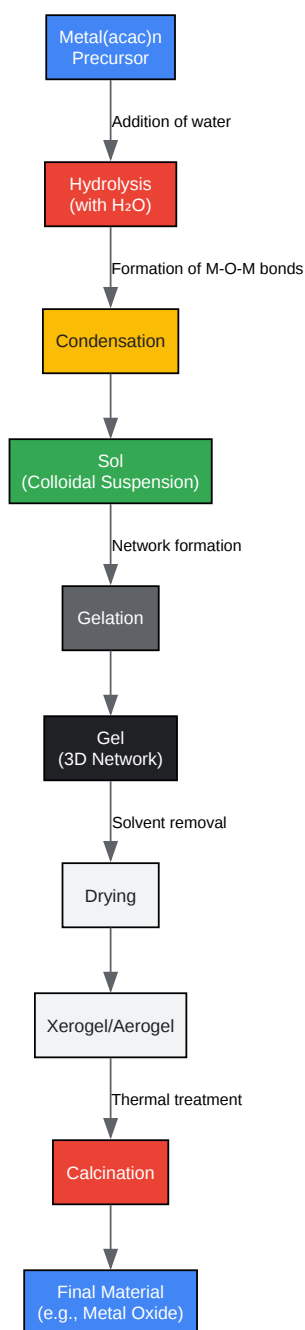 Metal(acac)n
Precursor
Addition of water
Hydrolysis
(with H₂O)
Formation of M-O-M bonds
Condensation
Sol
(Colloidal Suspension)
Network formation
Gelation
Gel
(3D Network)
Solvent removal
Drying
Xerogel/Aerogel
Thermal treatment
Calcination
Final Material
(e.g., Metal Oxide)